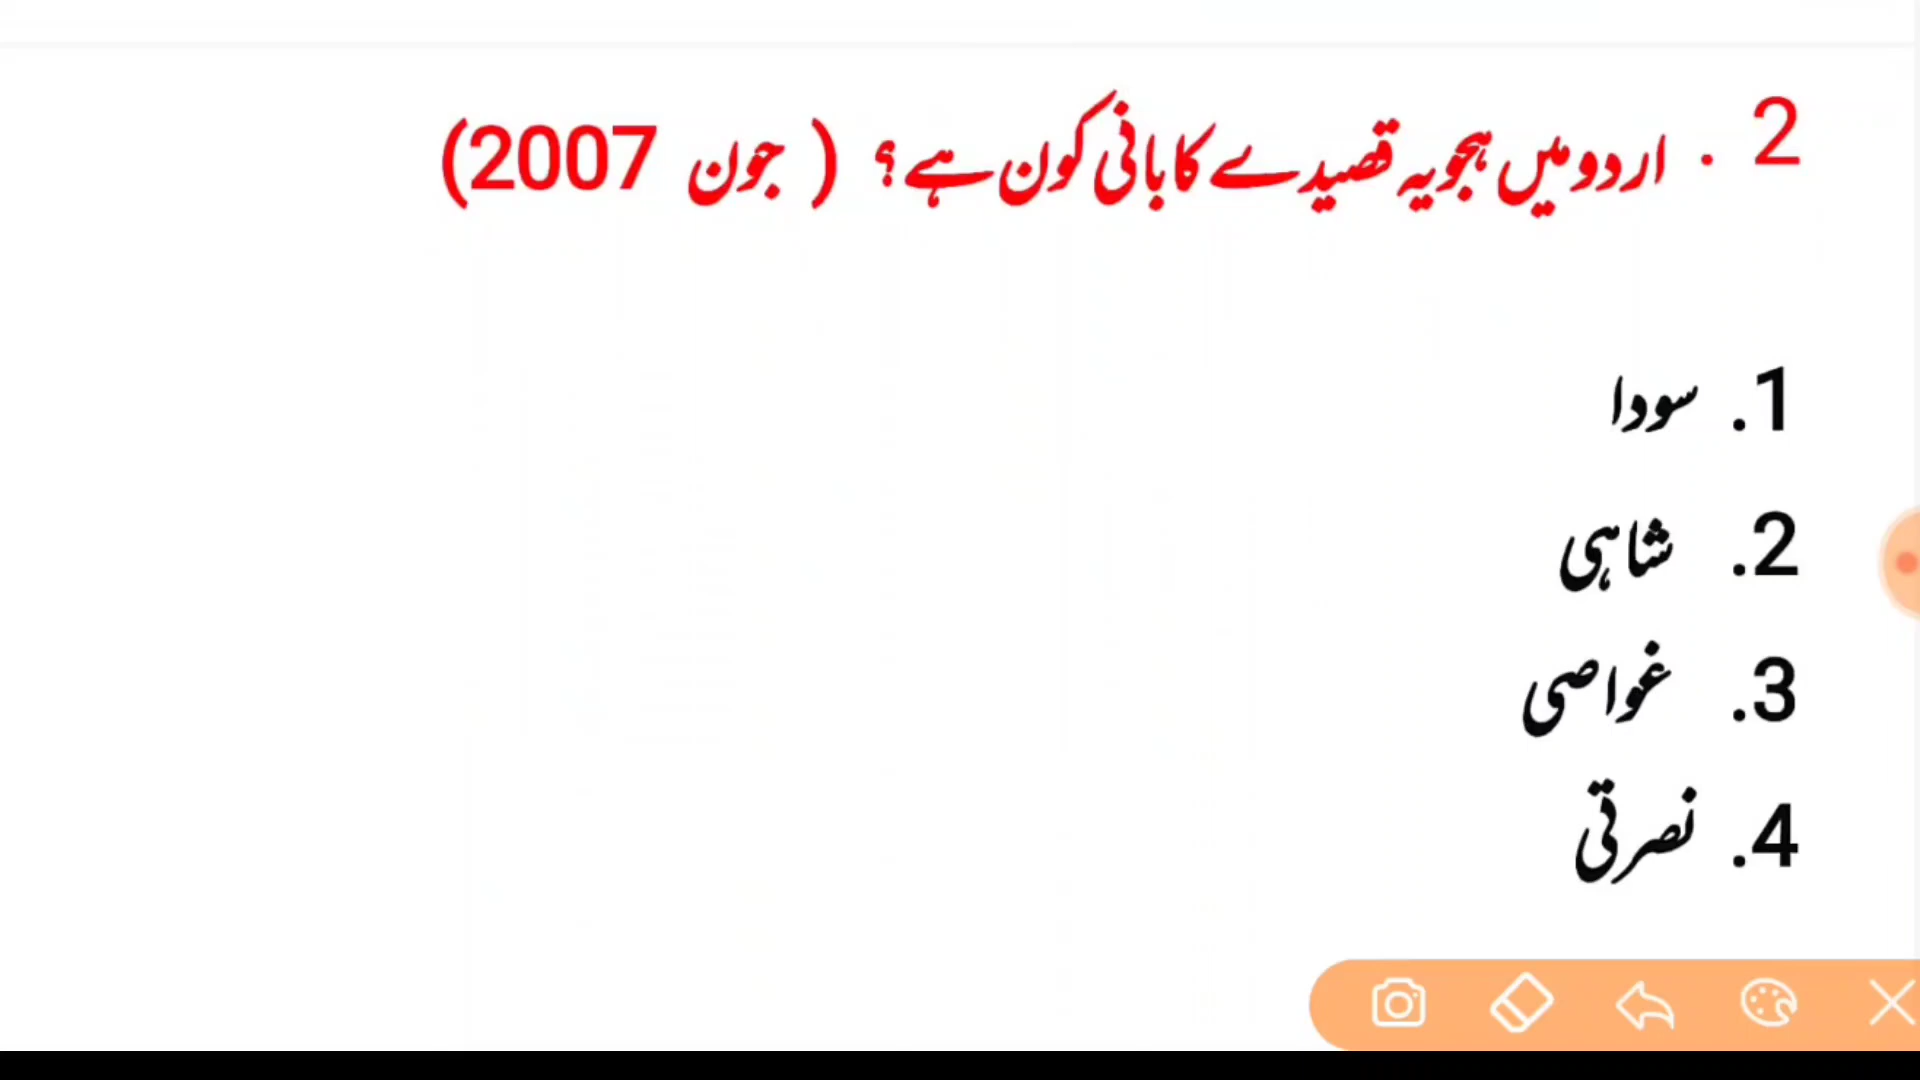 2 . اردو میں ہجویہ قصیدے کا بانی کون ہے ؟ ( جون 2007)
1. سودا
2. شاہی
3. غواصی
4. نصرتی